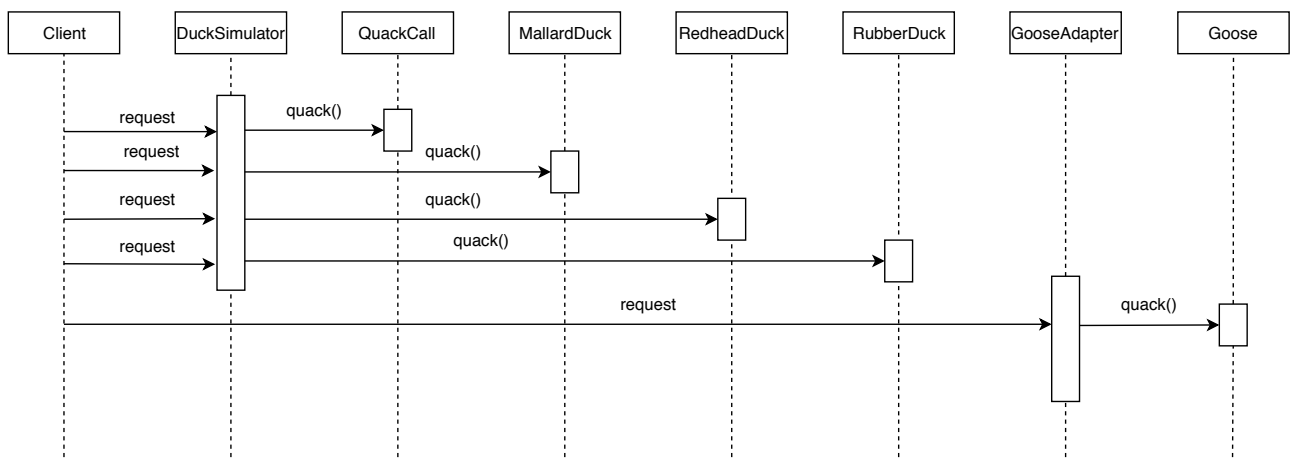 Client
DuckSimulator
QuackCall
MallardDuck
RedheadDuck
RubberDuck
GooseAdapter
Goose
request
quack()
request
quack()
request
quack()
request
quack()
request
quack()